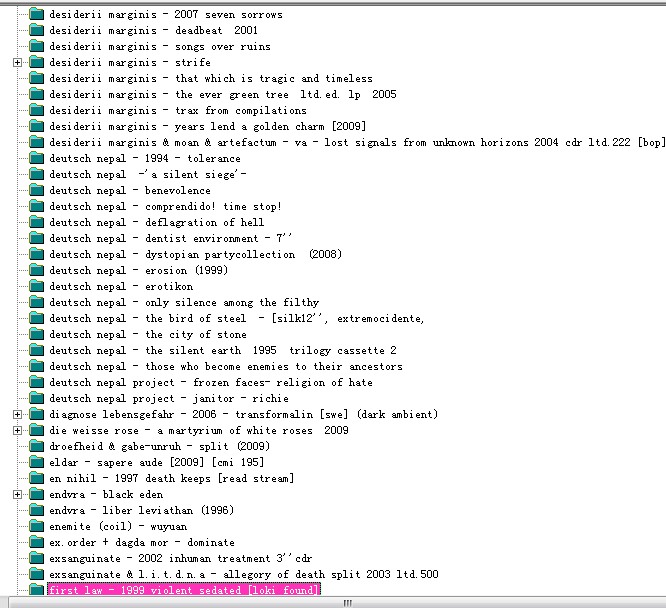 desiderii marginis - 2007 seven sorrows
desiderii marginis - deadbeat  2001
desiderii marginis - songs over ruins
desiderii marginis - strife
desiderii marginis - that which is tragic and timeless
desiderii marginis - the ever green tree  ltd.ed. lp  2005
desiderii marginis - trax from compilations
desiderii marginis - years lend a golden charm [2009]
desiderii marginis & moan & artefactum - va - lost signals from unknown horizons 2004 cdr ltd.222 [bop]
deutsch nepal - 1994 - tolerance
deutsch nepal  -'a silent siege'-
deutsch nepal - benevolence
deutsch nepal - comprendido! time stop!
deutsch nepal - deflagration of hell
deutsch nepal - dentist environment - 7''
deutsch nepal - dystopian partycollection  (2008)
deutsch nepal - erosion (1999)
deutsch nepal - erotikon
deutsch nepal - only silence among the filthy
deutsch nepal - the bird of steel  - [silk12'', extremocidente,
deutsch nepal - the city of stone
deutsch nepal - the silent earth  1995  trilogy cassette 2
deutsch nepal - those who become enemies to their ancestors
deutsch nepal project - frozen faces- religion of hate
deutsch nepal project - janitor - richie
diagnose lebensgefahr - 2006 - transformalin [swe] (dark ambient)
die weisse rose - a martyrium of white roses  2009
droefheid & gabe-unruh - split (2009)
eldar - sapere aude [2009] [cmi 195]
en nihil - 1997 death keeps [read stream]
endvra - black eden
endvra - liber leviathan (1996)
enemite (coil) - wuyuan
ex.order + dagda mor - dominate
exsanguinate - 2002 inhuman treatment 3''cdr
exsanguinate & l.i.t.d.n.a - allegory of death split 2003 ltd.500
first law - 1999 violent sedated [loki found]